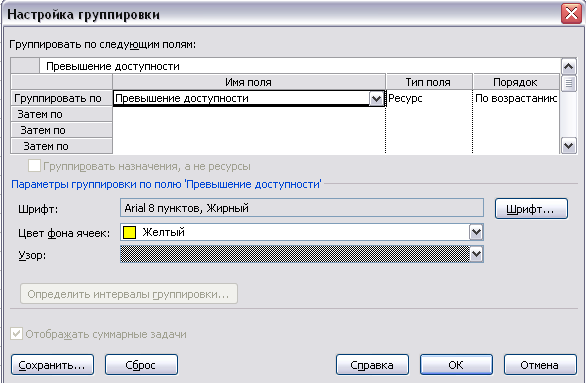 Настройка группировки
Группировать по следующим полям:
Превышение доступности
Имя поля Тип поля Порядок
Группировать по Превышение доступности Ресурс По возрастанию
Затем по
Затем по
Затем по
Группировать назначения, а не ресурсы
Параметры группировки по полю 'Превышение доступности'
Шрифт: Arial 8 пунктов, Жирный Шрифт...
Цвет фона ячеек: Желтый
Узор:
Определить интервалы группировки...
Отображать суммарные задачи
Сохранить... Сброс Справка ОК Отмена